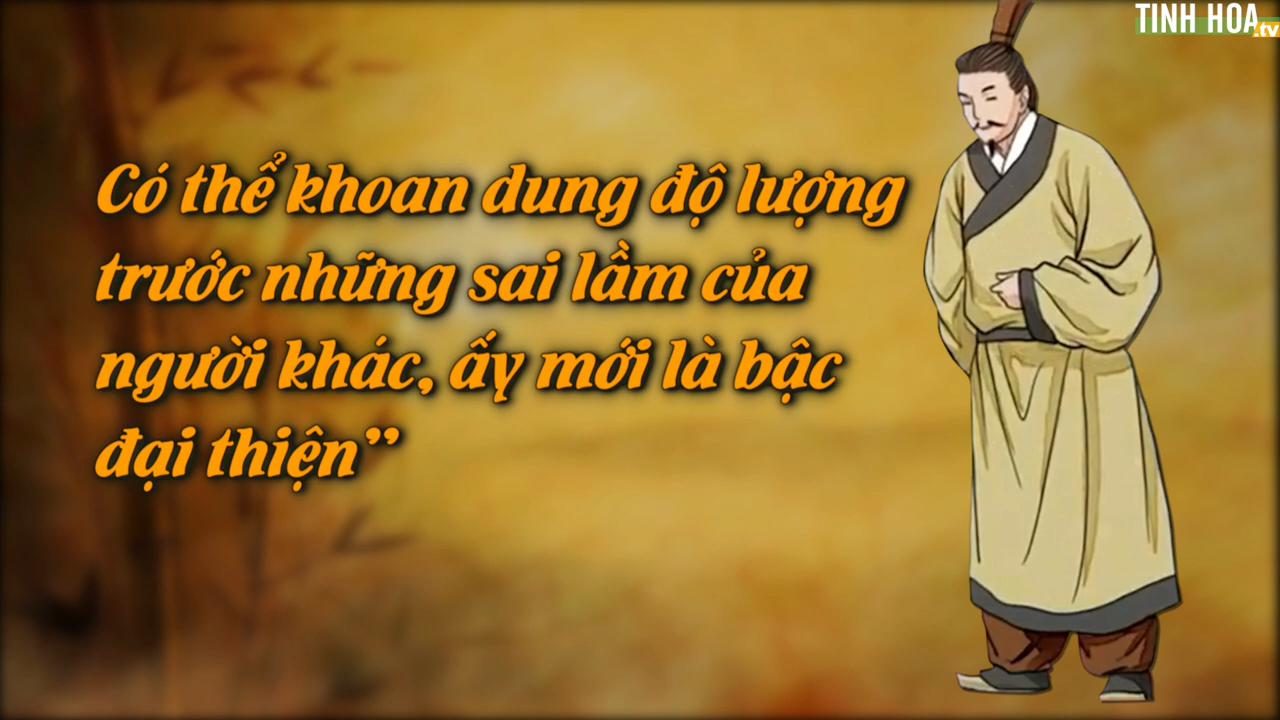 TINH HOA
.tv
Có thể khoan dung độ lượng
trước những sai lầm của
người khác, ấy mới là bậc
đại thiện”